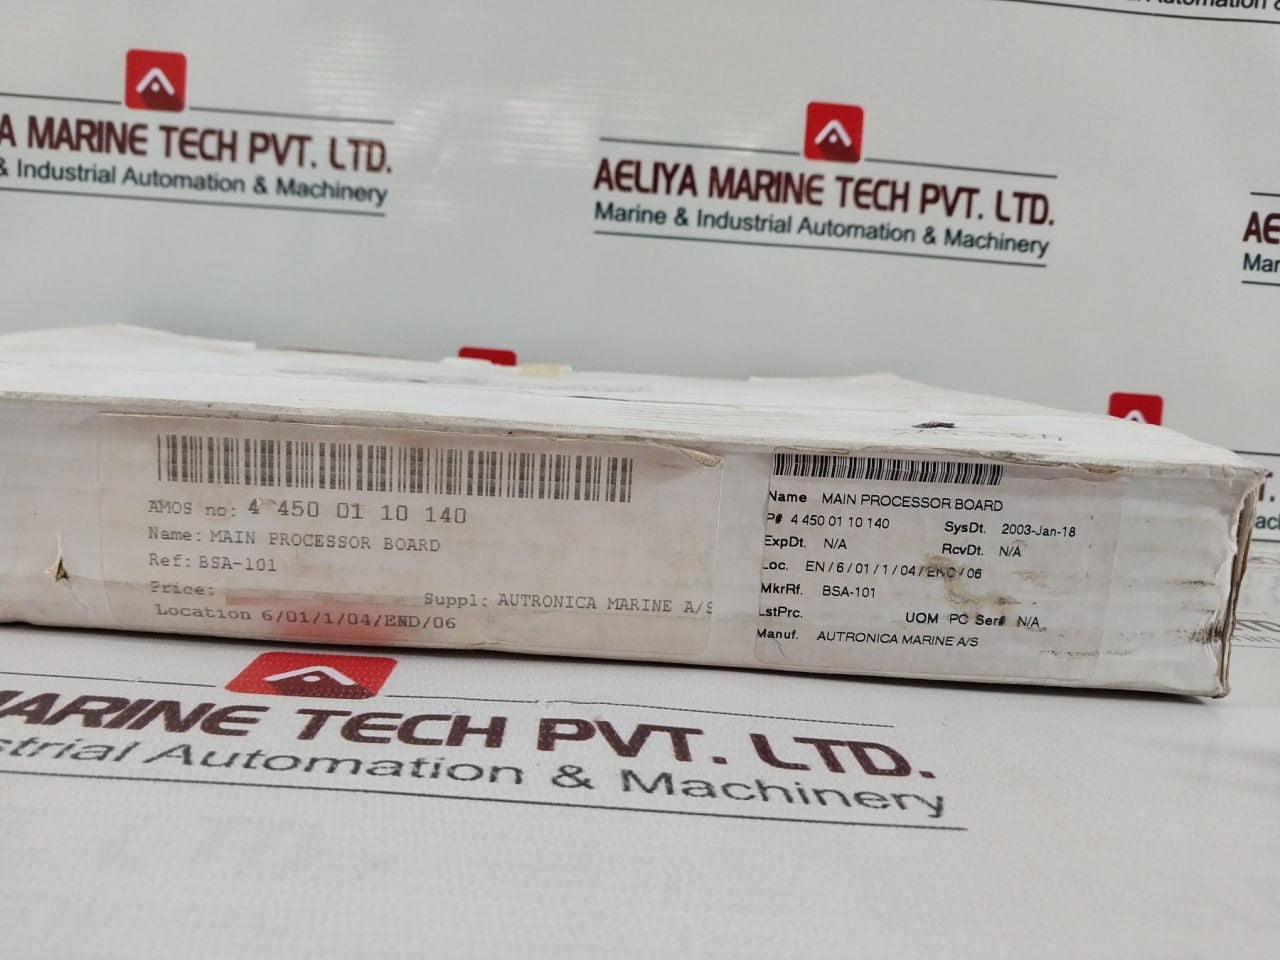 Automation &
A MARINE TECH PVT. LTD.
& Industrial Automation & Machinery
AELIYA MARINE TECH PVT. LTD.
Marine & Industrial Automation & Machinery
AE
Mar
AMOS no: 4 450 01 10 140
Name: MAIN PROCESSOR BOARD
Ref: BSA-101
Price:
Suppl: AUTRONICA MARINE A/S
Location 6/01/1/04/END/06
Name MAIN PROCESSOR BOARD
P# 4 450 01 10 140 SysDt. 2003-Jan-18
ExpDt. N/A RcvDt. N/A
Loc. EN / 6 / 01 / 1 / 04 / / 06
MkrRf. BSA-101
LstPrc. UOM PC Ser# N/A
Manuf. AUTRONICA MARINE A/S
MARINE TECH PVT. LTD.
strial Automation & Machinery